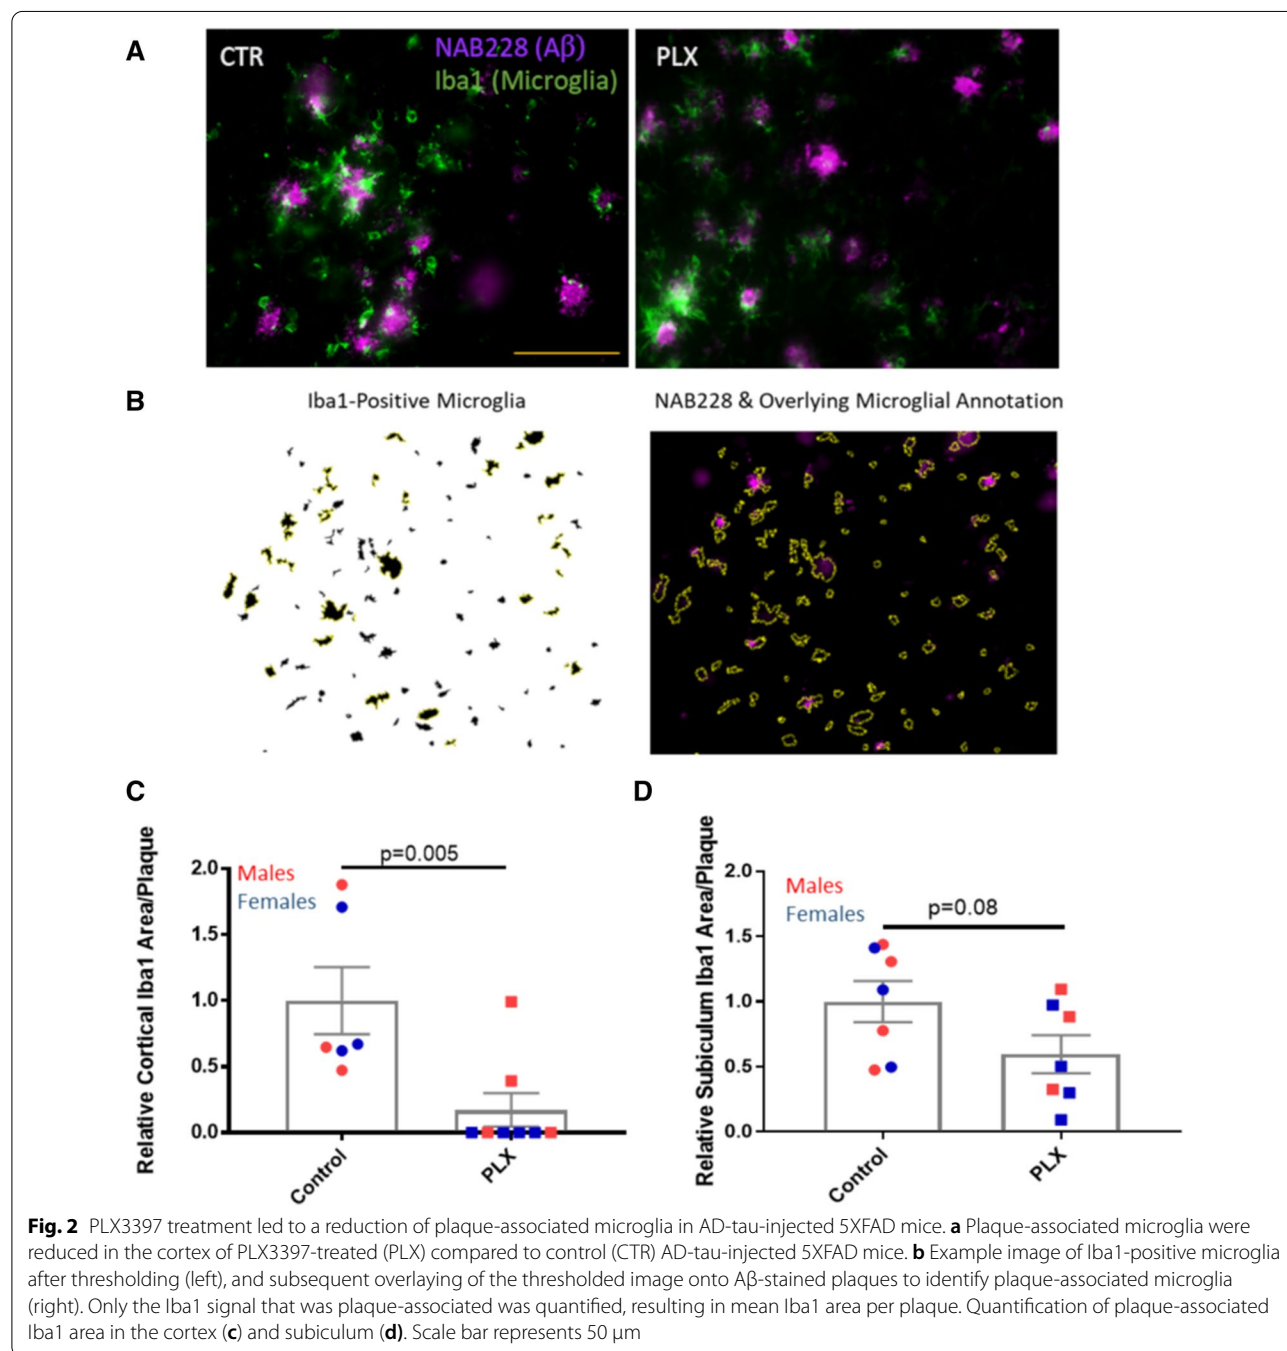 A
CTR
NAB228 (Aβ)
Iba1 (Microglia)
PLX
B
Iba1-Positive Microglia
NAB228 & Overlying Microglial Annotation
C
Relative Cortical Iba1 Area/Plaque
2.0
1.5
1.0
0.5
0.0
Males
Females
p=0.005
Control
PLX
D
Relative Subiculum Iba1 Area/Plaque
2.0
1.5
1.0
0.5
0.0
Males
Females
p=0.08
Control
PLX
Fig. 2 PLX3397 treatment led to a reduction of plaque-associated microglia in AD-tau-injected 5XFAD mice. a Plaque-associated microglia were
reduced in the cortex of PLX3397-treated (PLX) compared to control (CTR) AD-tau-injected 5XFAD mice. b Example image of Iba1-positive microglia
after thresholding (left), and subsequent overlaying of the thresholded image onto Aβ-stained plaques to identify plaque-associated microglia
(right). Only the Iba1 signal that was plaque-associated was quantified, resulting in mean Iba1 area per plaque. Quantification of plaque-associated
Iba1 area in the cortex (c) and subiculum (d). Scale bar represents 50 μm